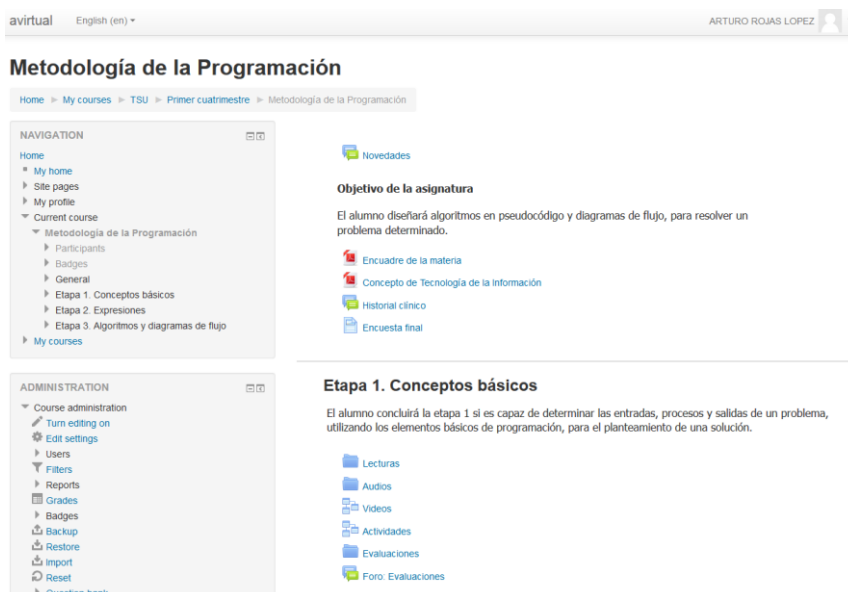 avirtual
English (en)
ARTURO ROJAS LOPEZ
Metodología de la Programación
Home
My courses
TSU
Primer cuatrimestre
Metodología de la Programación
NAVIGATION
Home
My home
Site pages
My profile
Current course
Metodología de la Programación
Participants
Badges
General
Etapa 1. Conceptos básicos
Etapa 2. Expresiones
Etapa 3. Algoritmos y diagramas de flujo
My courses
ADMINISTRATION
Course administration
Turn editing on
Edit settings
Users
Filters
Reports
Grades
Badges
Backup
Restore
Import
Reset
Question bank
Novedades
Objetivo de la asignatura
El alumno diseñará algoritmos en pseudocódigo y diagramas de flujo, para resolver un
problema determinado.
Encuadre de la materia
Concepto de Tecnología de la Información
Historial clínico
Encuesta final
Etapa 1. Conceptos básicos
El alumno concluirá la etapa 1 si es capaz de determinar las entradas, procesos y salidas de un problema,
utilizando los elementos básicos de programación, para el planteamiento de una solución.
Lecturas
Audios
Videos
Actividades
Evaluaciones
Foro: Evaluaciones